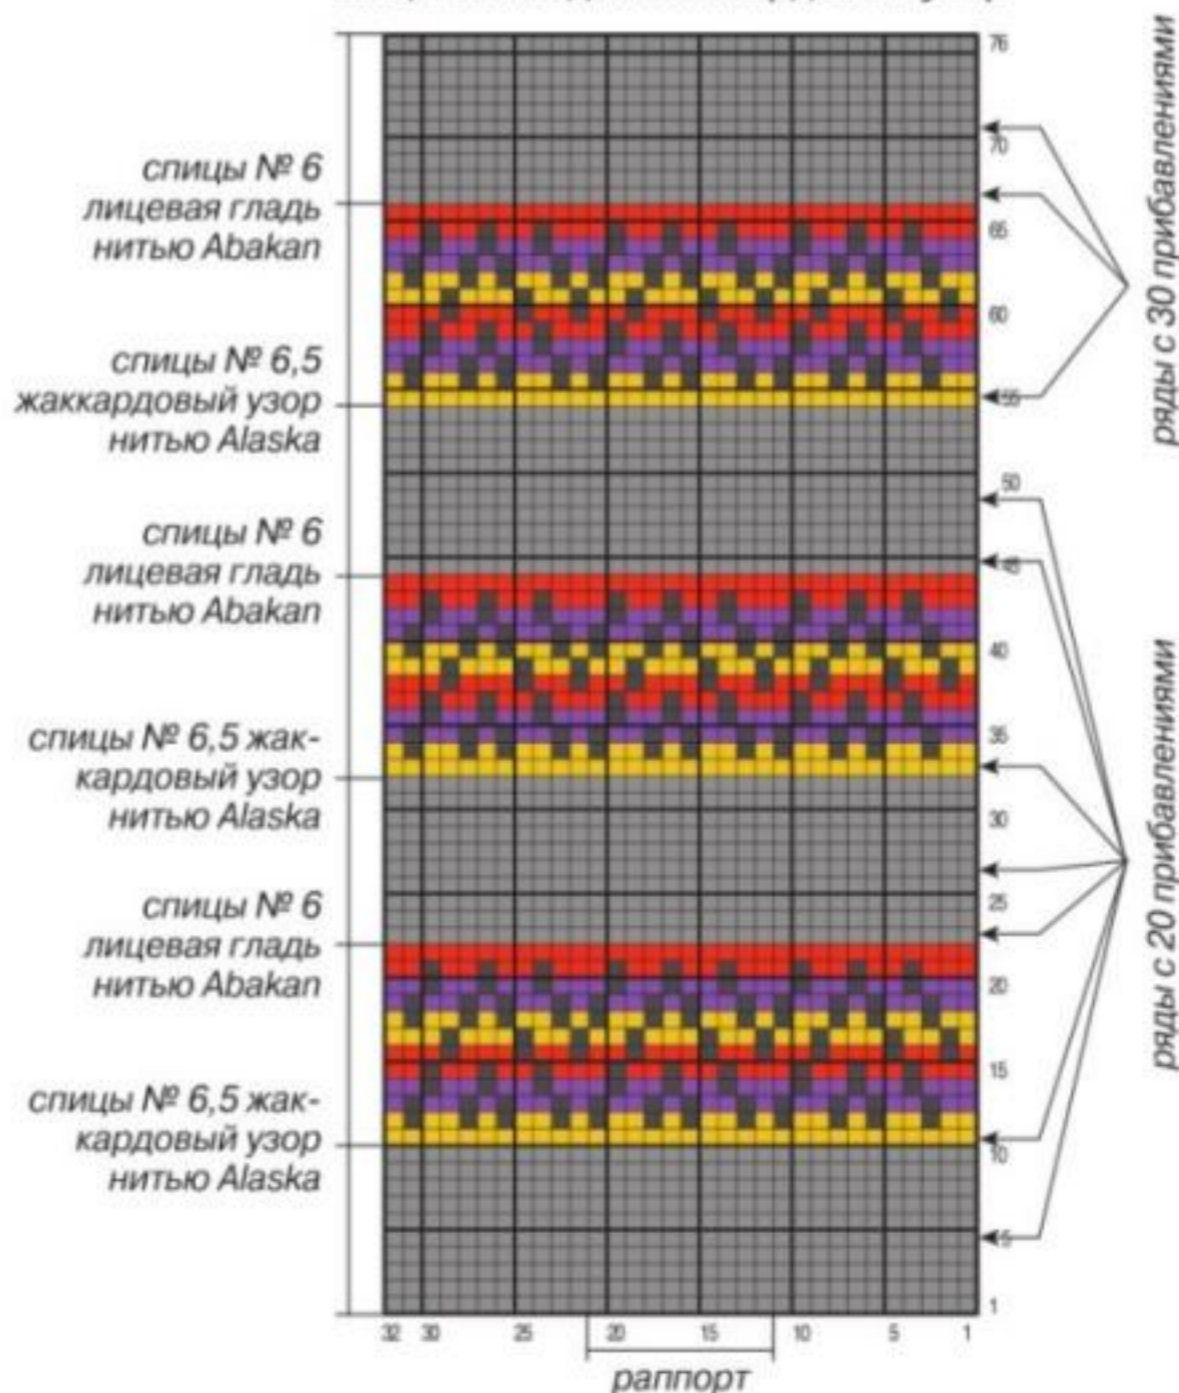 76
70
65
60
55
50
45
40
35
30
25
20
15
10
5
1
спицы № 6
лицевая гладь
нитью Abakan
спицы № 6,5
жаккардовый узор
нитью Alaska
спицы № 6
лицевая гладь
нитью Abakan
спицы № 6,5 жак-
кардовый узор
нитью Alaska
спицы № 6
лицевая гладь
нитью Abakan
спицы № 6,5 жак-
кардовый узор
нитью Alaska
ряды с 30 прибавлениями
ряды с 20 прибавлениями
32 30 25 20 15 10 5 1
раппорт